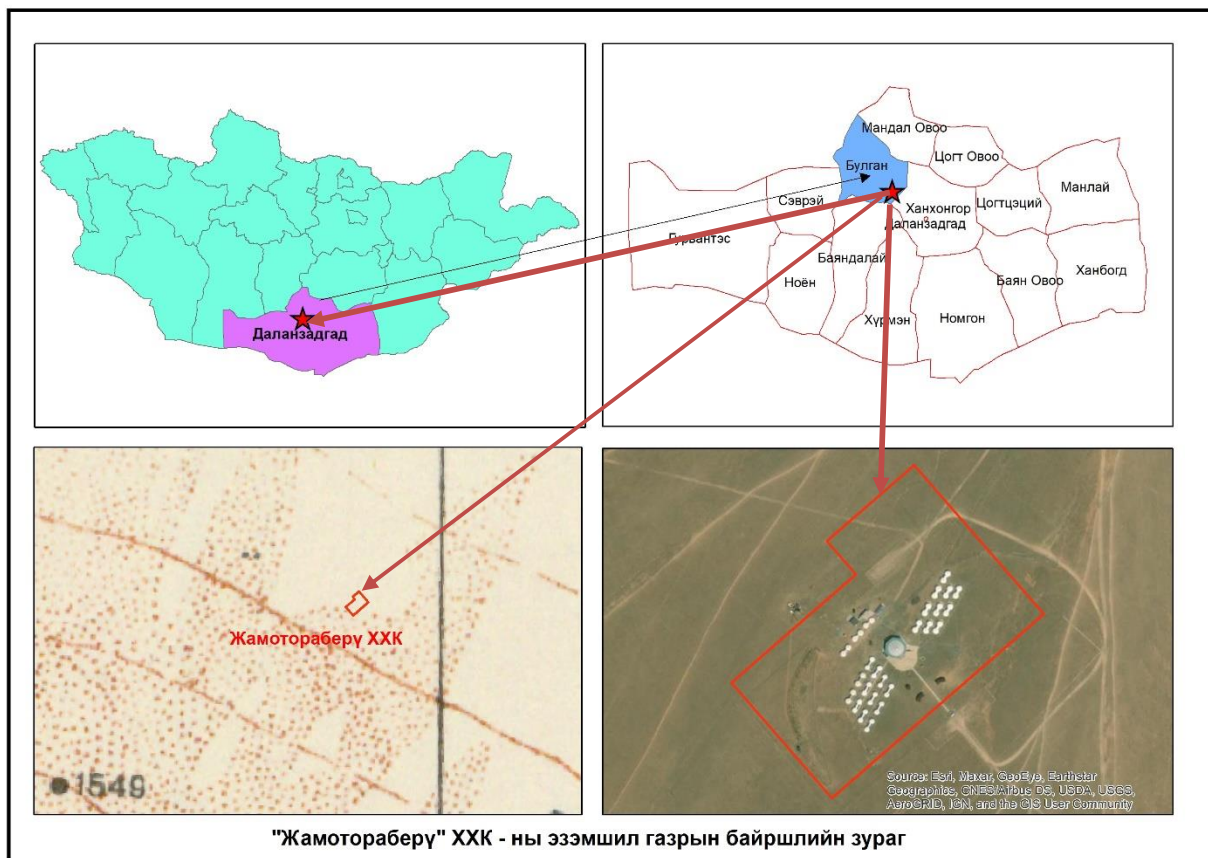 Даланзадгад
Мандал Овоо
Цогт Овоо
Булган
Манлай
Сэврэй
Цогтцэций
Ханхонгор
Даланзадгад
Гурвантэс
Баяндалай
Ханбогд
Ноён
Баян Овоо
Хүрмэн
Номгон
Жамотораберү ХХК
1549
Source: Esri, Maxar, GeoEye, Earthstar
Geographics, CNES/Airbus DS, USDA, USGS,
AeroGRID, IGN, and the GIS User Community
"Жамотораберү" ХХК - ны эзэмшил газрын байршлийн зураг